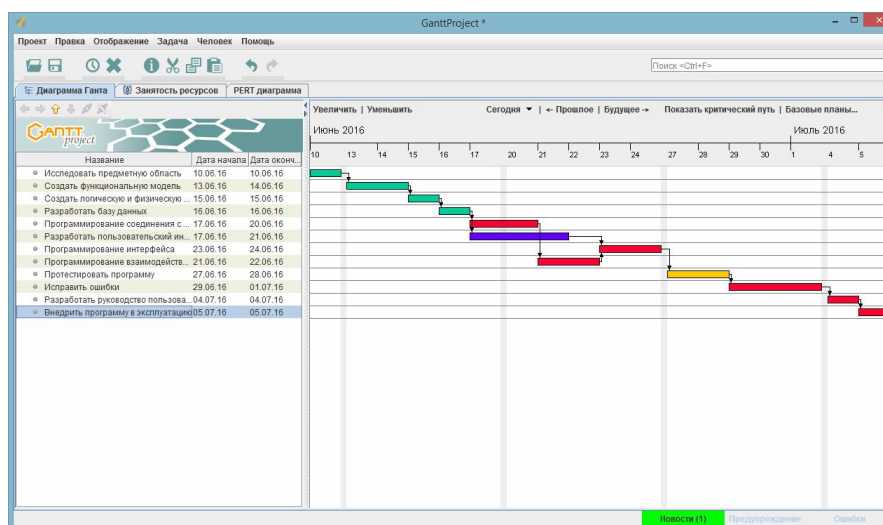 GanttProject *
Проект Правка Отображение Задача Человек Помощь
Поиск <Ctrl+F>
Диаграмма Ганта Занятость ресурсов PERT диаграмма
Увеличить | Уменьшить Сегодня | ← Прошлое | Будущее → Показать критический путь | Базовые планы...
GANTT project
Июнь 2016 Июль 2016
Название Дата начала Дата оконч...
10 13 14 15 16 17 20 21 22 23 24 27 28 29 30 1 4 5
Исследовать предметную область 10.06.16 10.06.16
Создать функциональную модель 13.06.16 14.06.16
Создать логическую и физическую ... 15.06.16 15.06.16
Разработать базу данных 16.06.16 16.06.16
Программирование соединения с ... 17.06.16 20.06.16
Разработать пользовательский ин... 17.06.16 21.06.16
Программирование интерфейса 23.06.16 24.06.16
Программирование взаимодейств... 21.06.16 22.06.16
Протестировать программу 27.06.16 28.06.16
Исправить ошибки 29.06.16 01.07.16
Разработать руководство пользова... 04.07.16 04.07.16
Внедрить программу в эксплуатацию 05.07.16 05.07.16
Новости (1) Предупреждение Ошибки